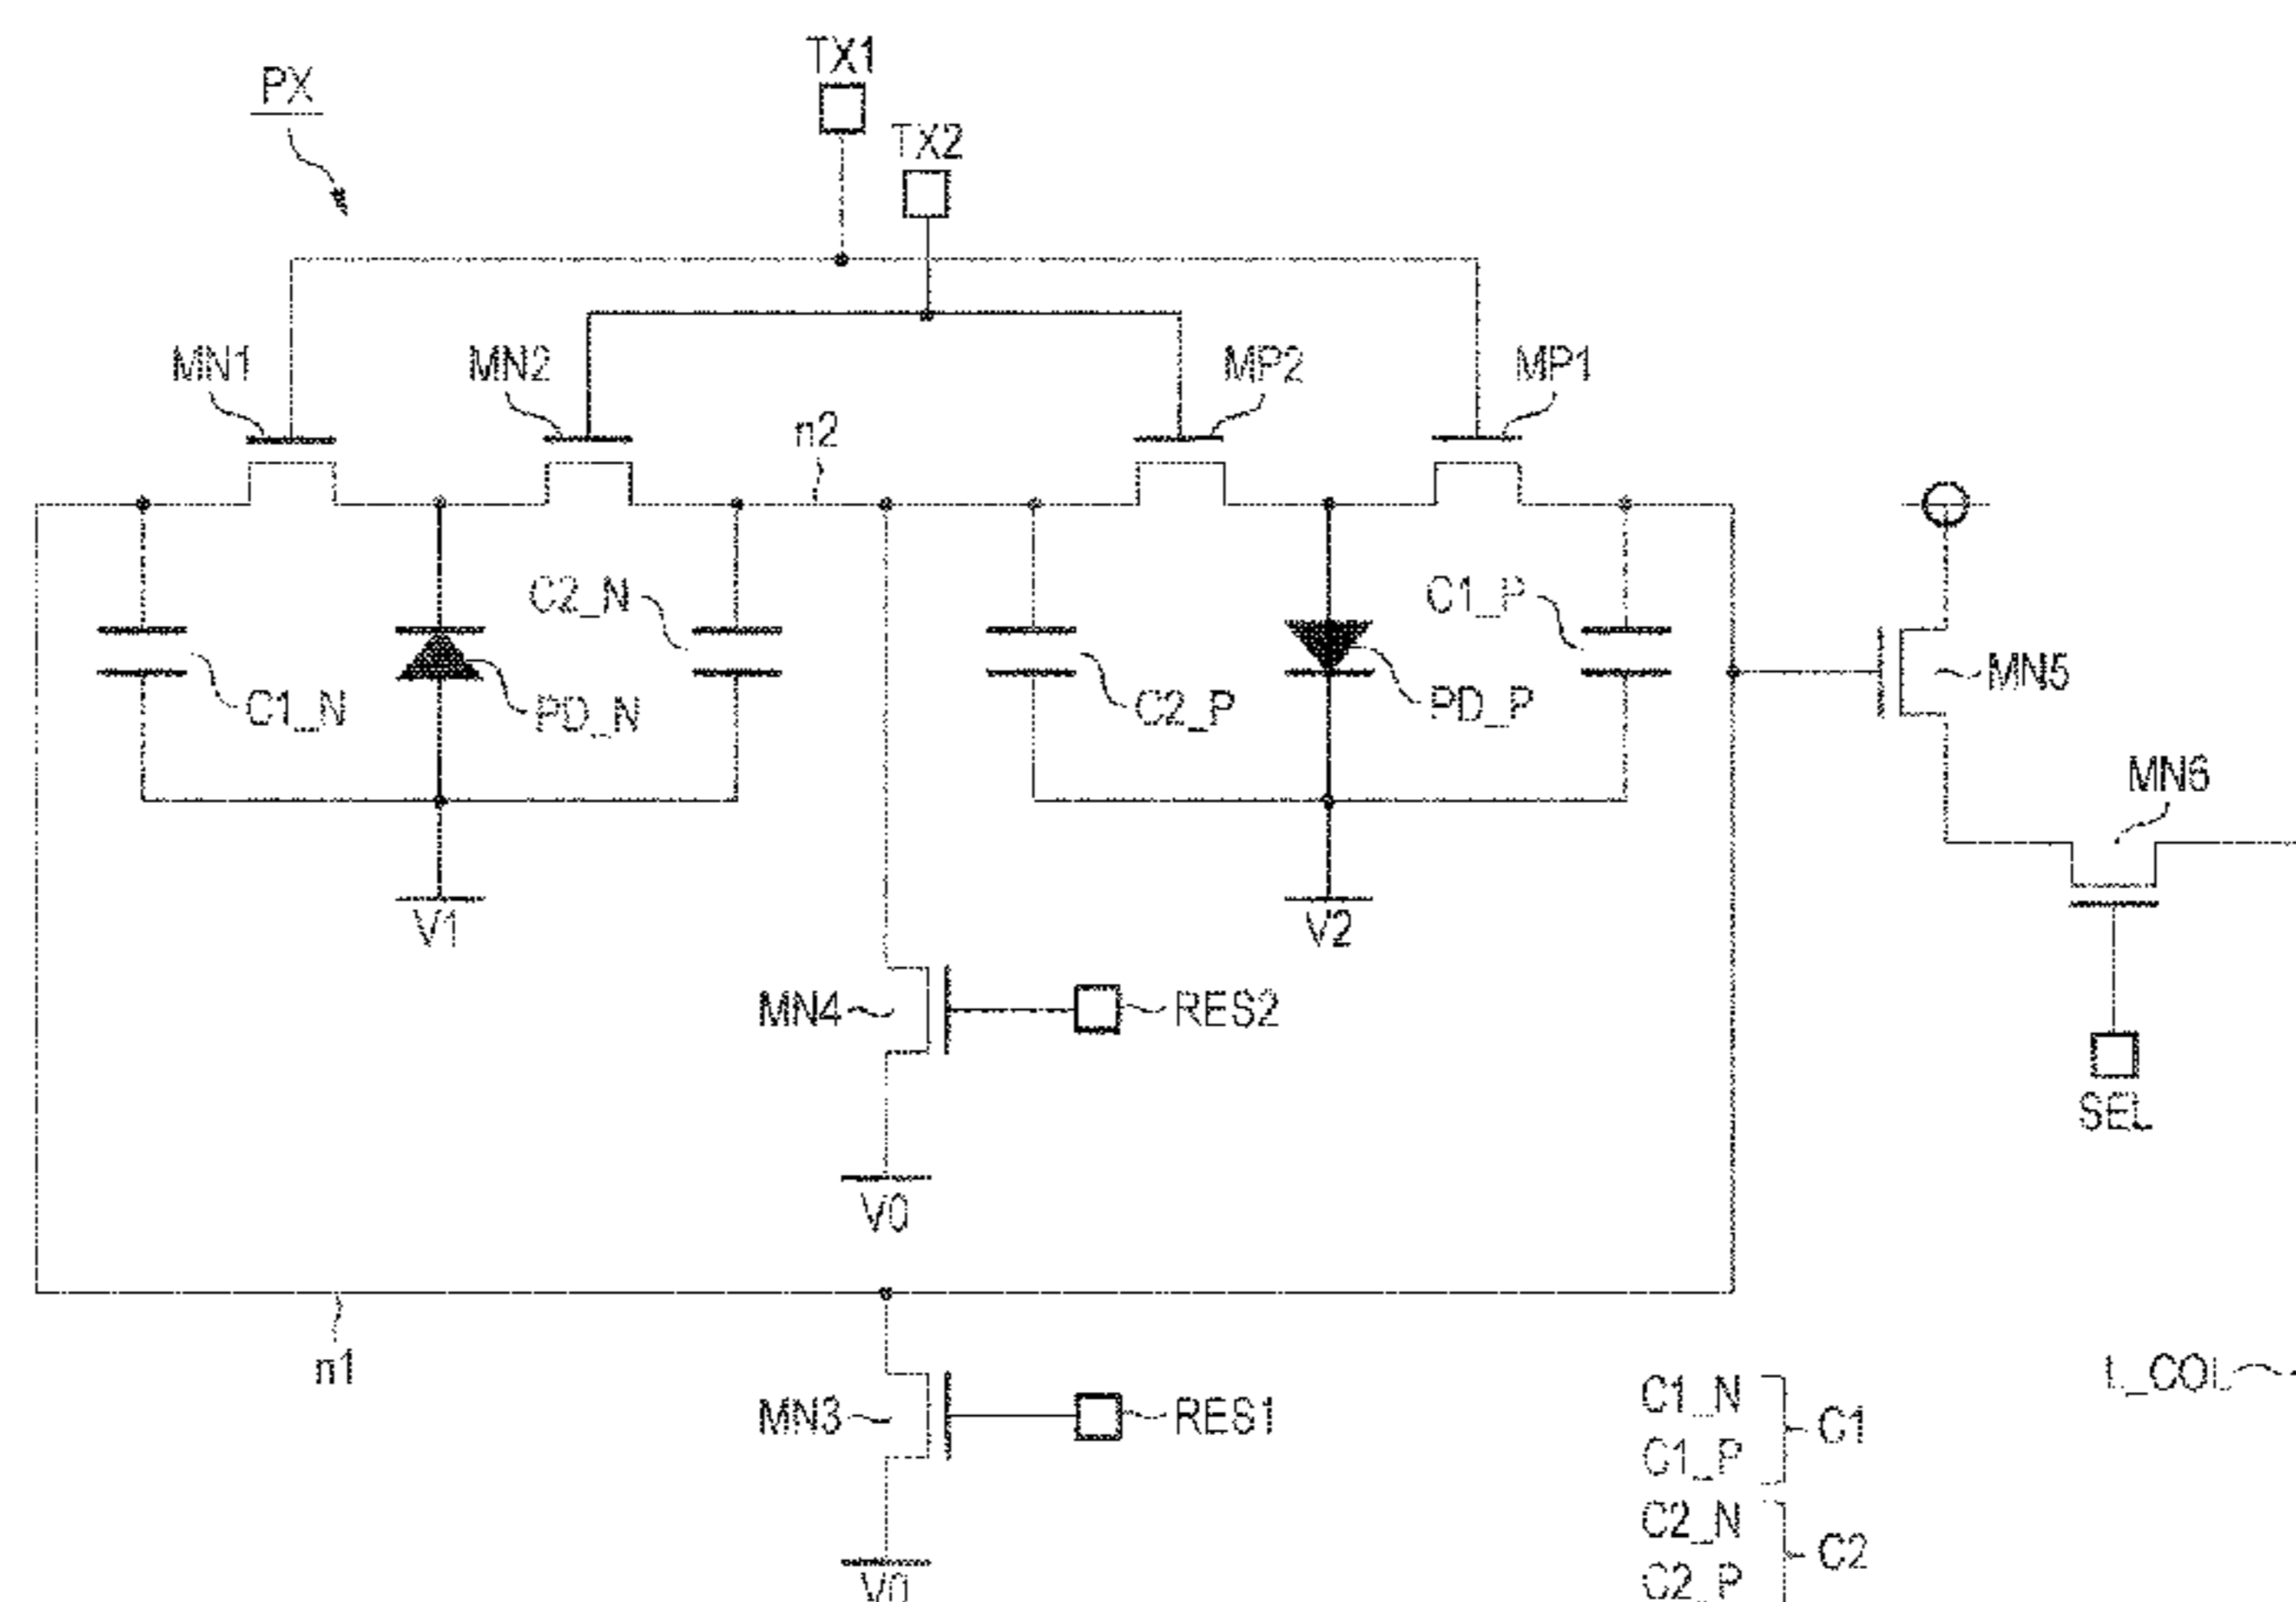 TX1
PX
TX2
MN1
MN2
MP2
MP1
n2
C2_N
C1_P
C1_N
PD_N
C2_P
PD_P
MN5
MN6
V1
V2
MN4
RES2
SEL
V0
n1
L_COL
MN3
RES1
C1_N
C1_P
C1
C2_N
C2_P
C2
V0